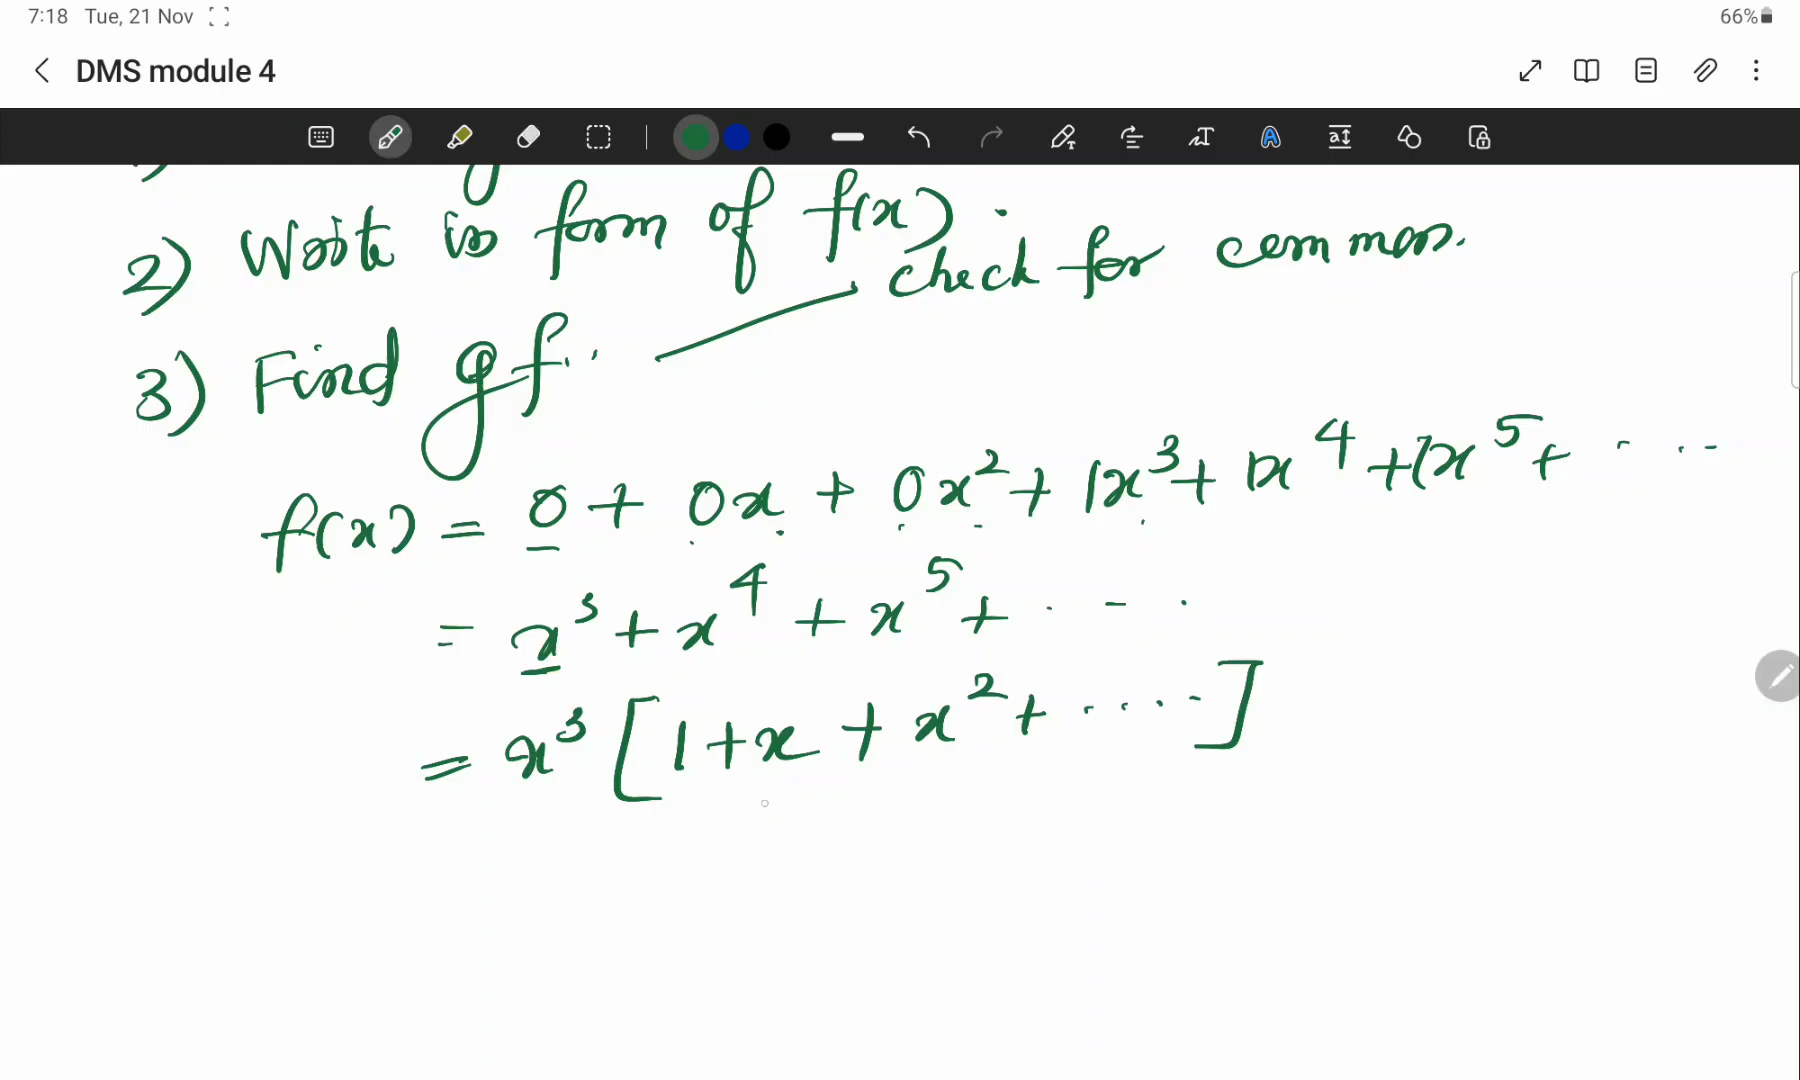 7:18 Tue, 21 Nov 66%
DMS module 4
2) Write is form of f(x).
check for common.
3) Find gf..
f(x) = 0 + 0x + 0x² + 1x³ + 1x⁴ + 1x⁵ + ....
= x³ + x⁴ + x⁵ + ...
= x³ [1 + x + x² + .....]